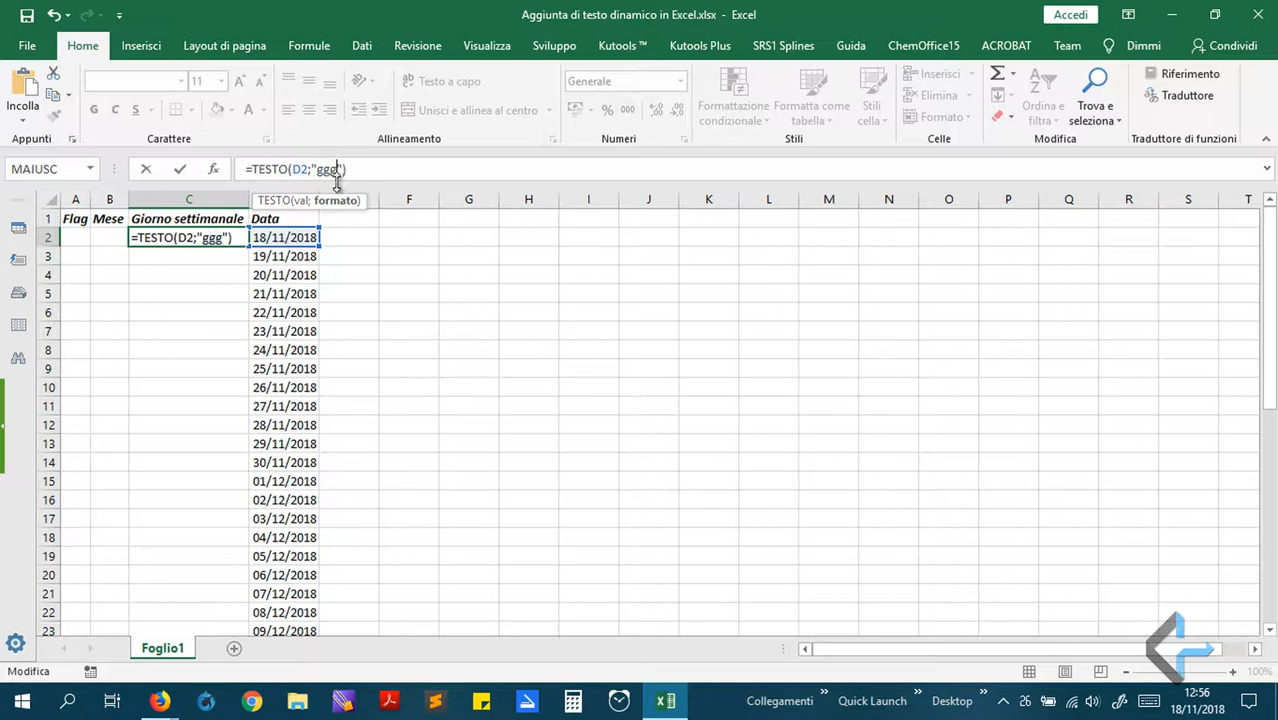 Aggiunta di testo dinamico in Excel.xlsx - Excel
Accedi
File Home Inserisci Layout di pagina Formule Dati Revisione Visualizza Sviluppo Kutools ™ Kutools Plus SRS1 Splines Guida ChemOffice15 ACROBAT Team Dimmi Condividi
Incolla
11
Testo a capo
Generale
Inserisci
Riferimento
G C S
Unisci e allinea al centro
% 000
Formattazione condizionale
Formatta come tabella
Stili cella
Elimina
Formato
Ordina e filtra
Trova e seleziona
Traduttore
Appunti Carattere Allineamento Numeri Stili Celle Modifica Traduttore di funzioni
MAIUSC
fx
=TESTO(D2;"ggg")
TESTO(val; formato)
A B C F G H I J K L M N O P Q R S T
1 Flag Mese Giorno settimanale Data
2 =TESTO(D2;"ggg") 18/11/2018
3 19/11/2018
4 20/11/2018
5 21/11/2018
6 22/11/2018
7 23/11/2018
8 24/11/2018
9 25/11/2018
10 26/11/2018
11 27/11/2018
12 28/11/2018
13 29/11/2018
14 30/11/2018
15 01/12/2018
16 02/12/2018
17 03/12/2018
18 04/12/2018
19 05/12/2018
20 06/12/2018
21 07/12/2018
22 08/12/2018
23 09/12/2018
Foglio1
Modifica
100%
Collegamenti Quick Launch Desktop 26
12:56
18/11/2018